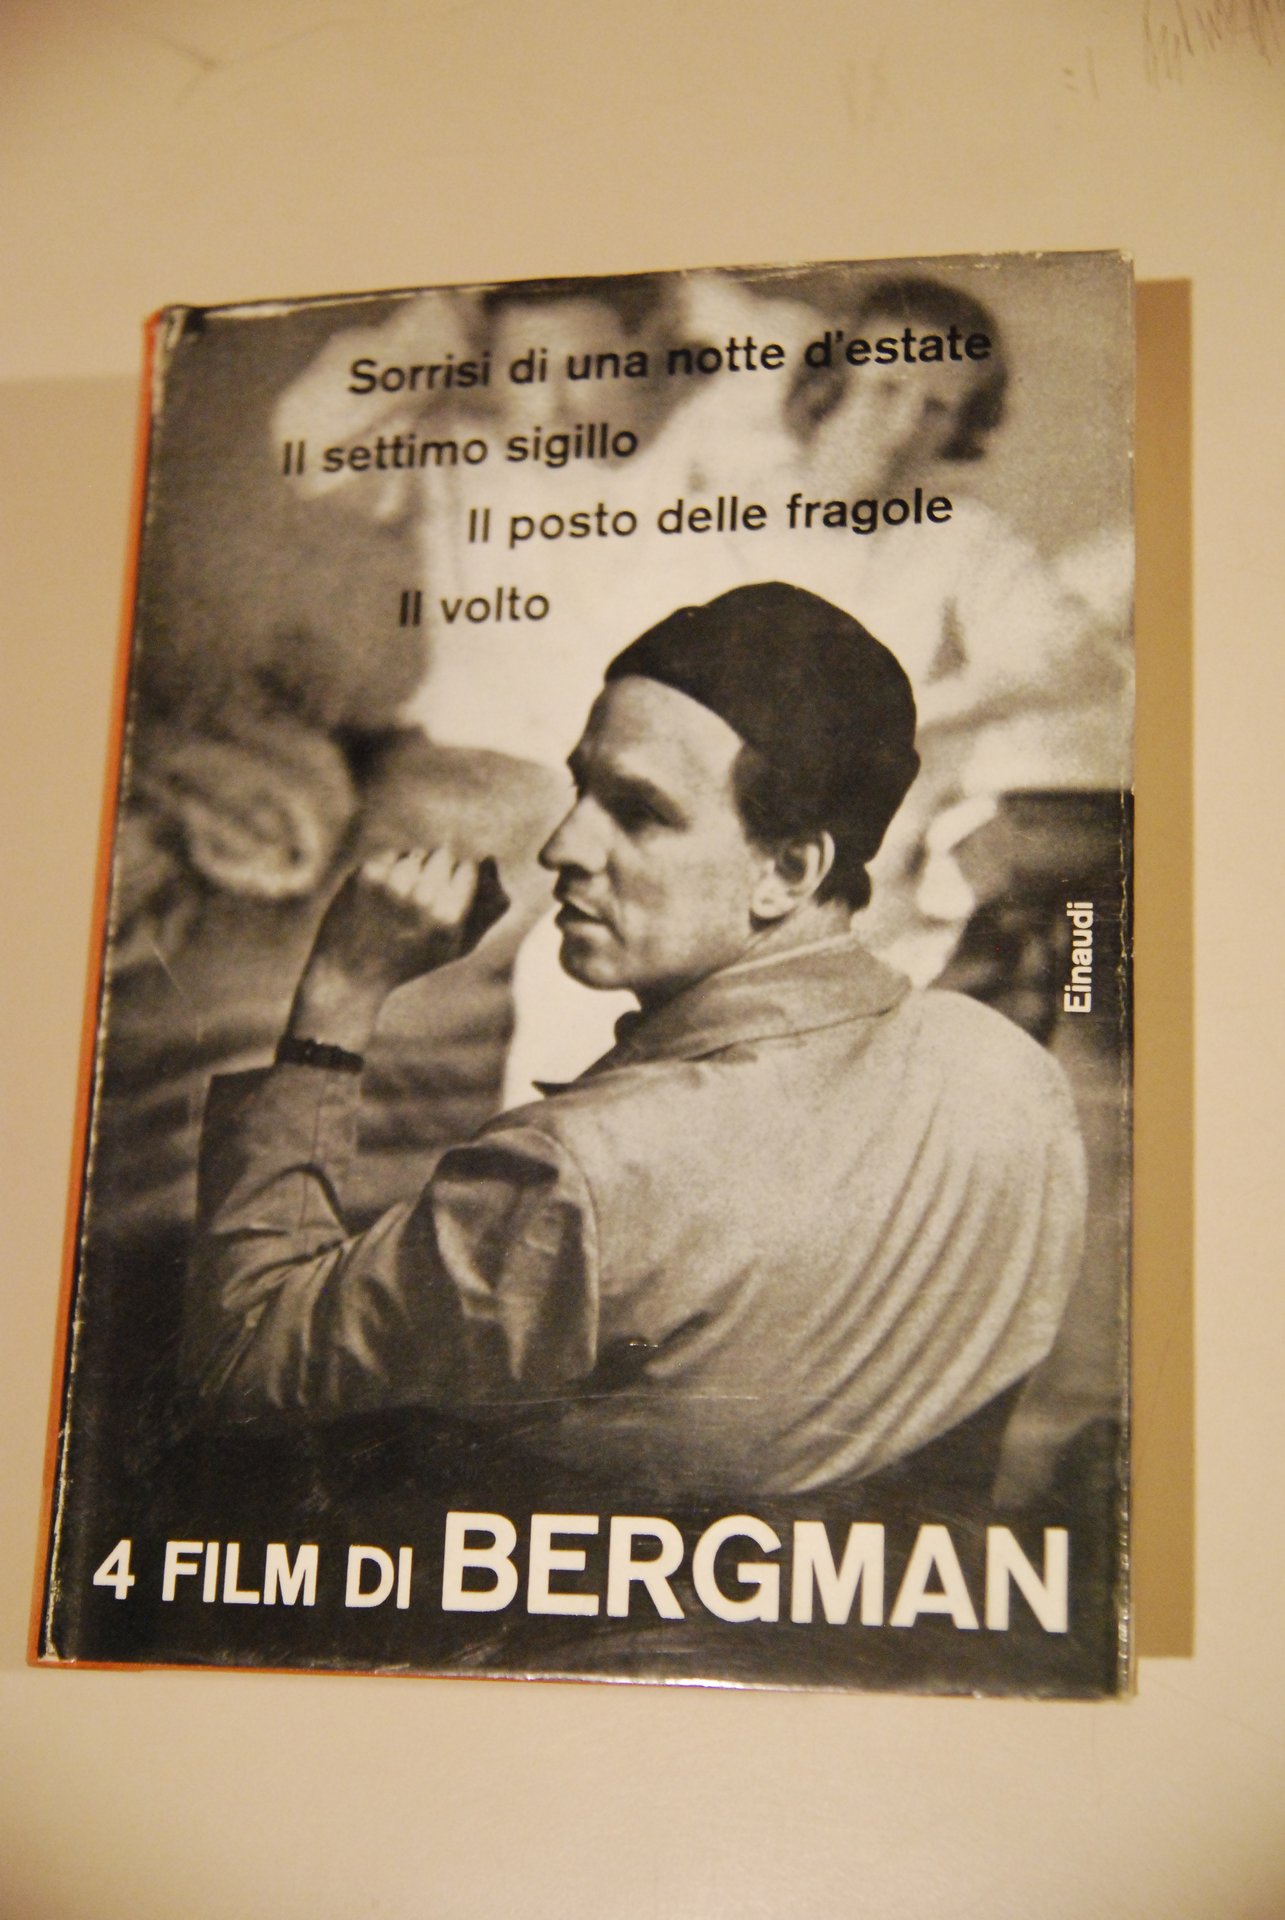 Sorrisi di una notte d'estate
Il settimo sigillo
Il posto delle fragole
Il volto
Einaudi
4 FILM DI BERGMAN